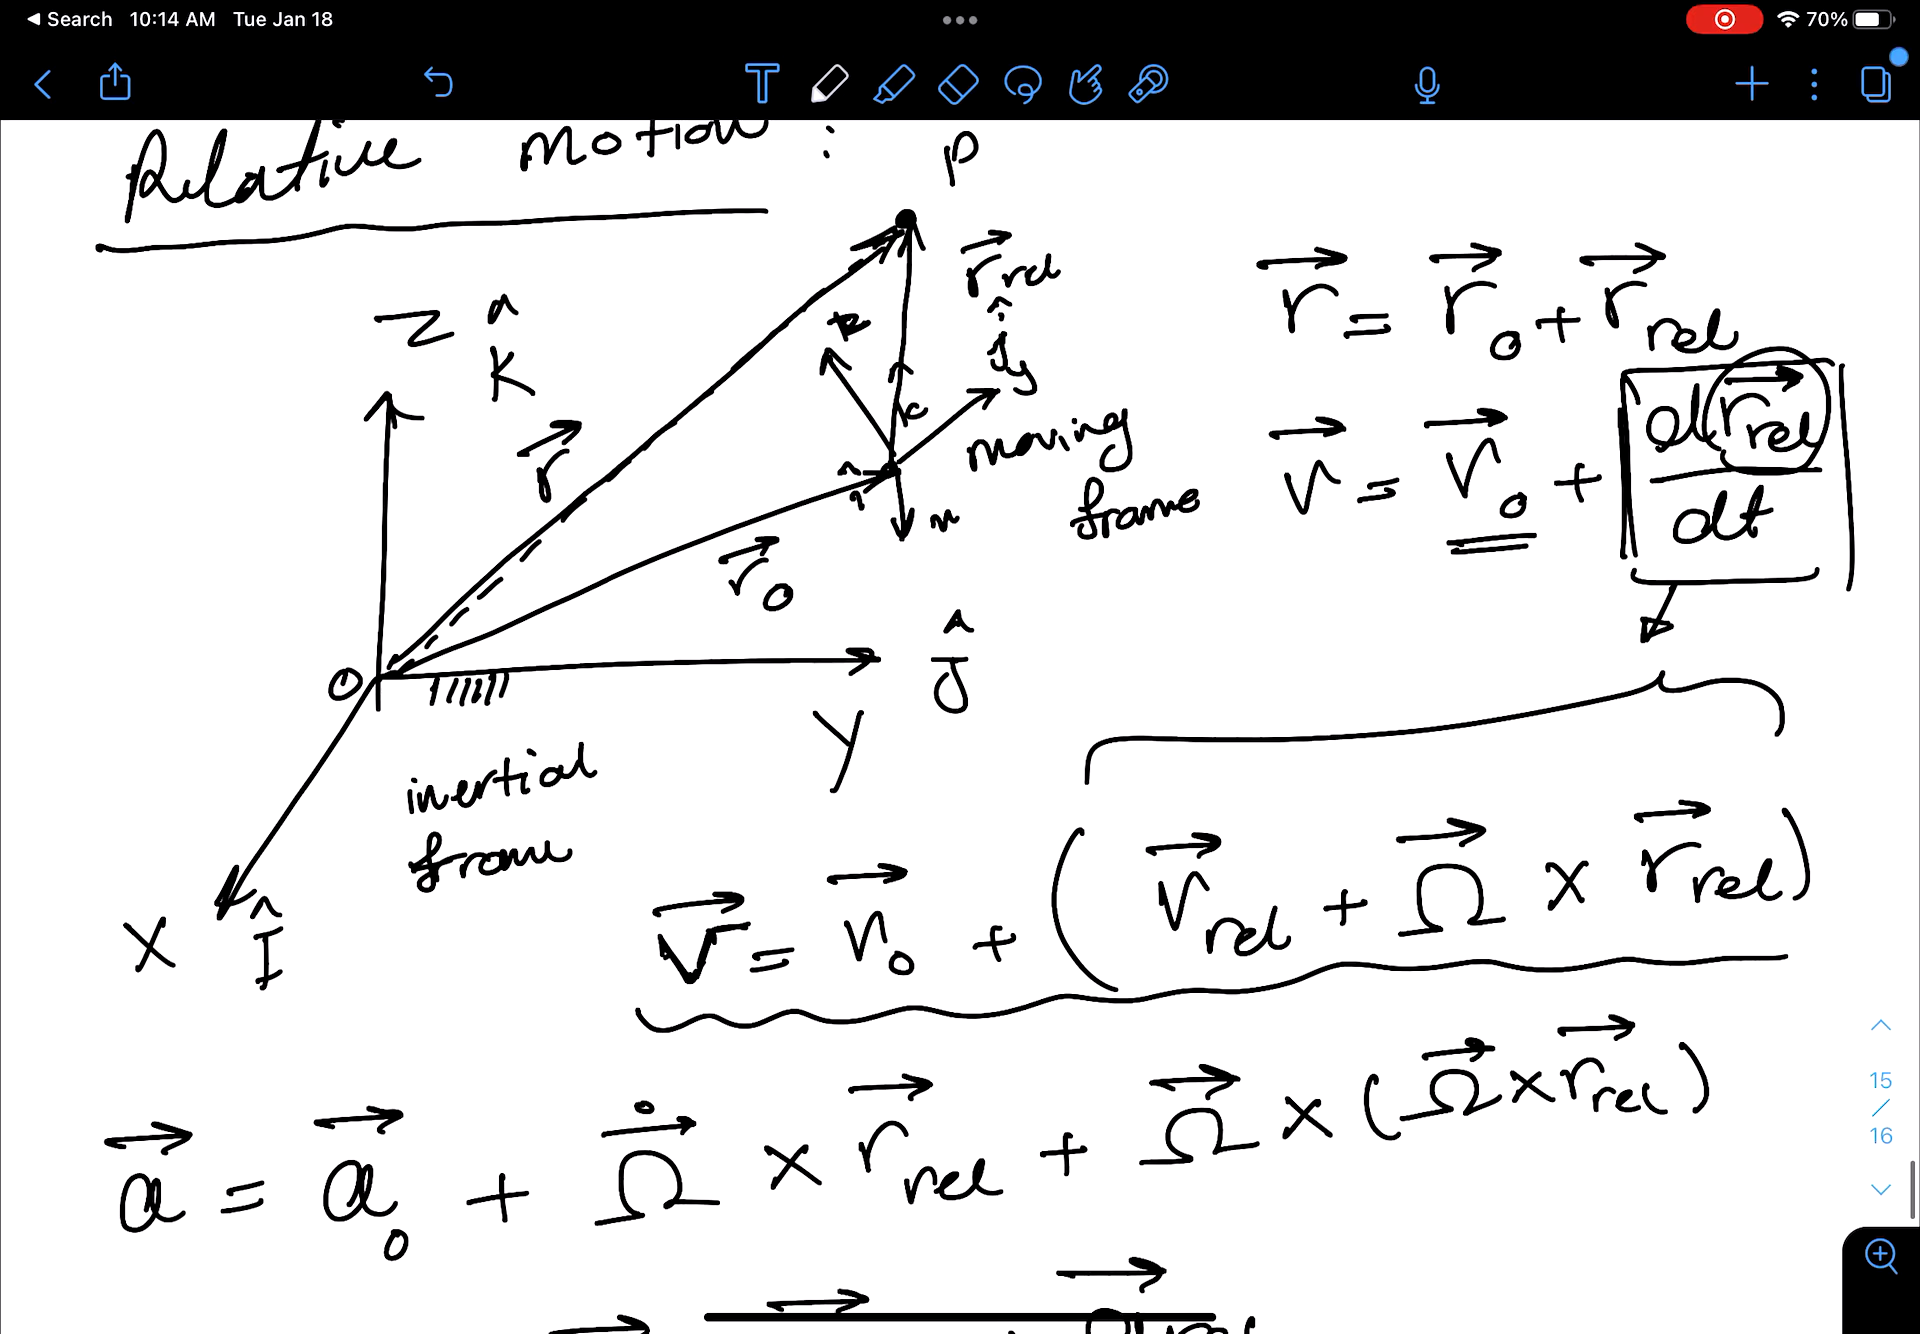 Search 10:14 AM Tue Jan 18
70%
T
Relative motion :
P
r⃗ rel
Z K̂
k̂
ĵ y
r⃗
moving frame
î
x
r⃗ₒ
O
Ĵ
Y
inertial frame
X Î
r⃗ = r⃗ₒ + r⃗ rel
v⃗ = v⃗ₒ + d r⃗ rel / dt
v⃗ = v⃗ₒ + ( v⃗ rel + Ω⃗ × r⃗ rel )
a⃗ = a⃗ₒ + Ω⃗̇ × r⃗ rel + Ω⃗ × ( Ω⃗ × r⃗ rel )
15
/
16